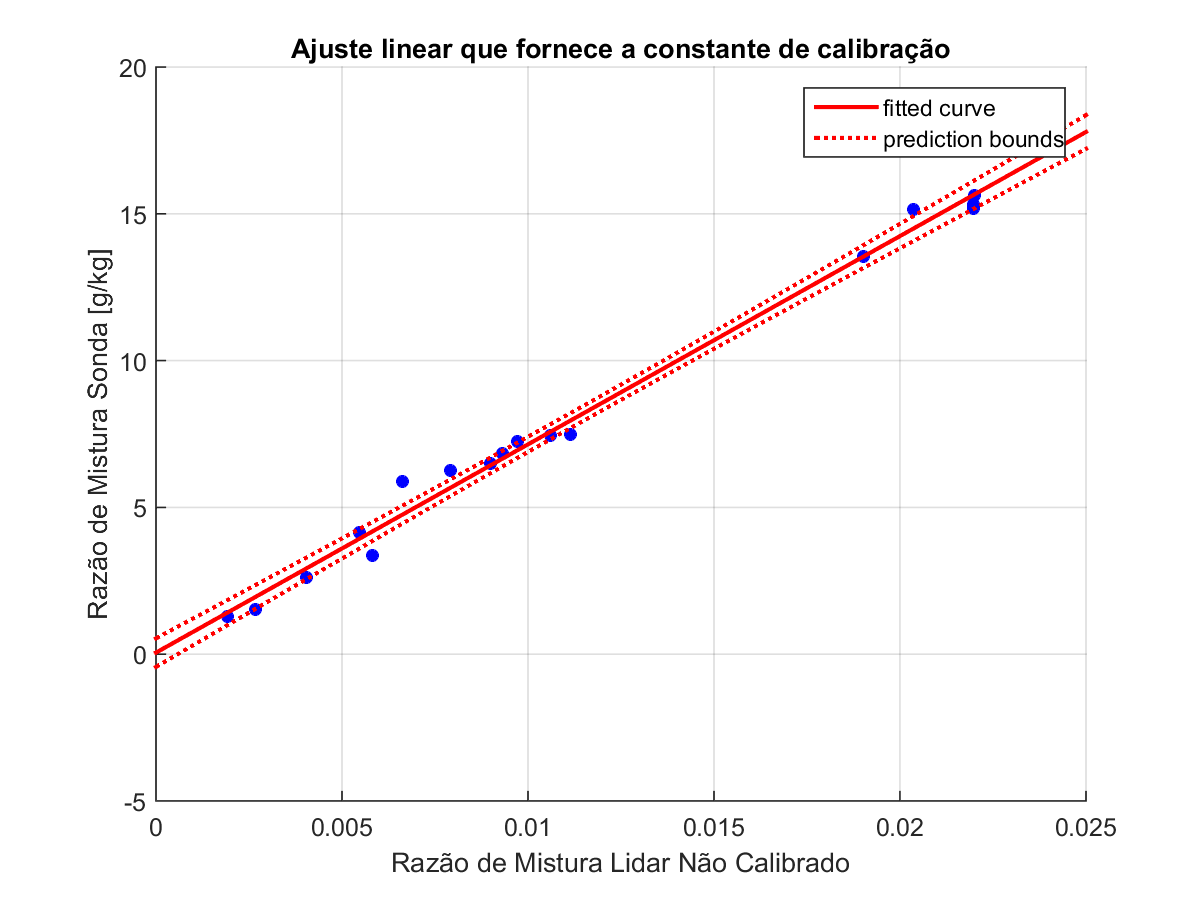 Ajuste linear que fornece a constante de calibração
fitted curve
prediction bounds
20
15
10
5
0
-5
Razão de Mistura Sonda [g/kg]
0 0.005 0.01 0.015 0.02 0.025
Razão de Mistura Lidar Não Calibrado